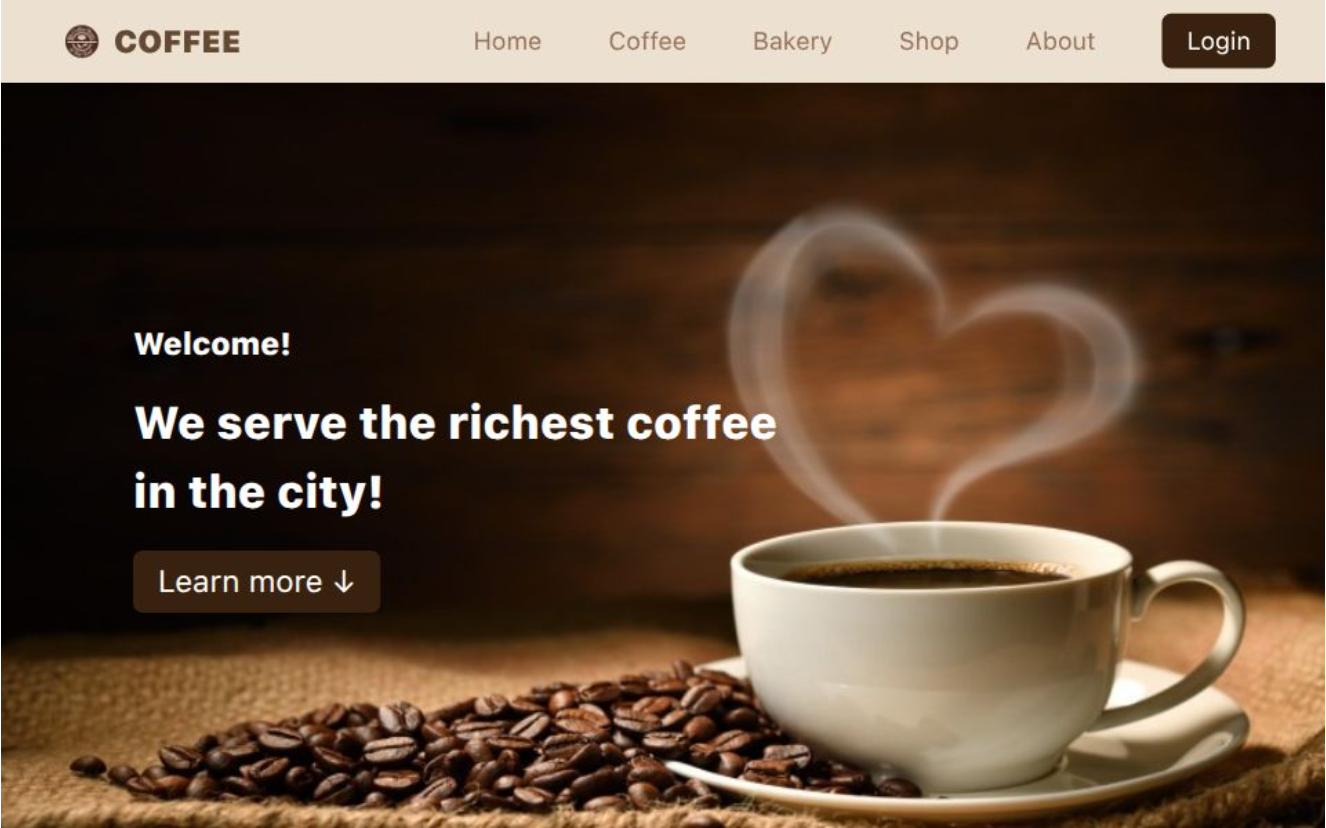 COFFEE
Home Coffee Bakery Shop About Login
Welcome!
We serve the richest coffee
in the city!
Learn more ↓